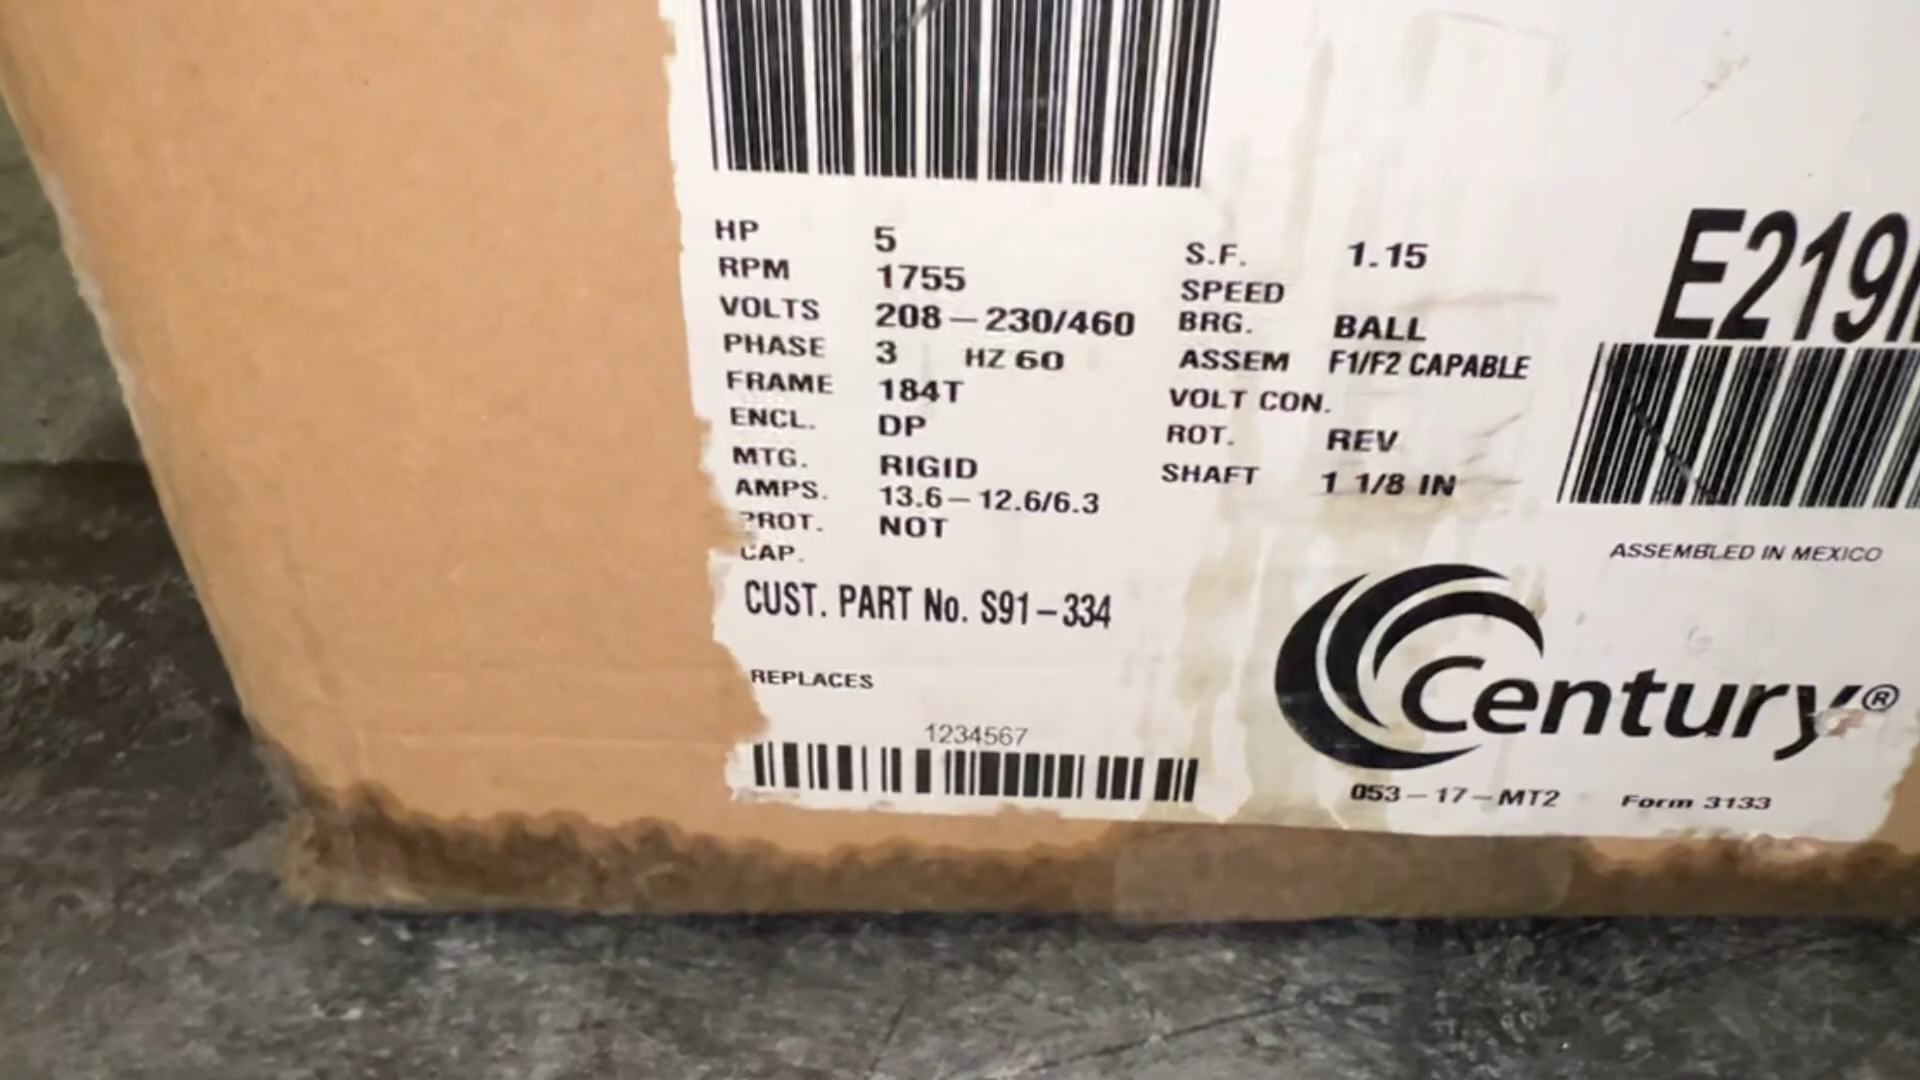 HP 5
RPM 1755
VOLTS 208-230/460
PHASE 3 HZ 60
FRAME 184T
ENCL. DP
MTG. RIGID
AMPS. 13.6-12.6/6.3
PROT. NOT
CAP.
CUST. PART No. S91-334
REPLACES
1234567
S.F. 1.15
SPEED
BRG. BALL
ASSEM F1/F2 CAPABLE
VOLT CON.
ROT. REV
SHAFT 1 1/8 IN
E219
ASSEMBLED IN MEXICO
Century®
053-17-MT2 Form 3133